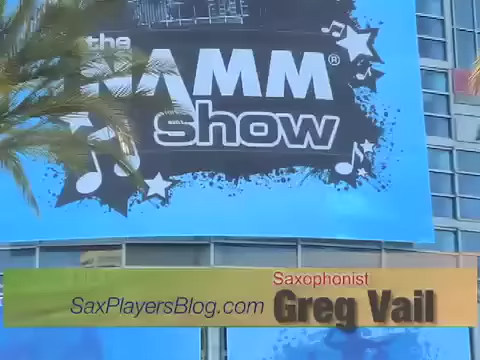 the
NAMM®
show
Saxophonist
SaxPlayersBlog.com Greg Vail